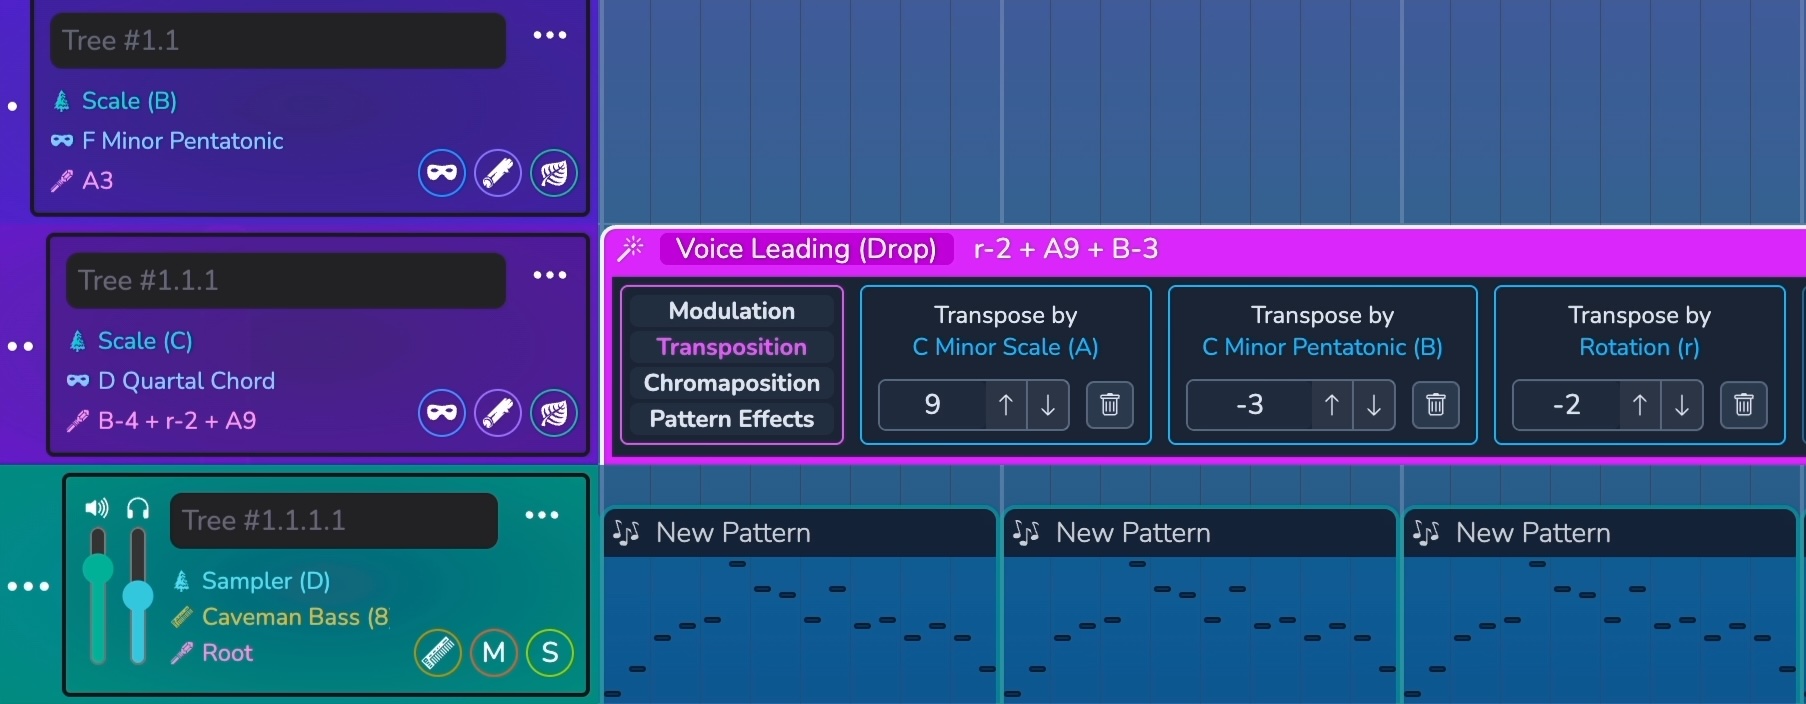 Tree #1.1
Scale (B)
F Minor Pentatonic
A3
Tree #1.1.1
Scale (C)
D Quartal Chord
B-4 + r-2 + A9
Voice Leading (Drop) r-2 + A9 + B-3
Modulation
Transposition
Chromaposition
Pattern Effects
Transpose by
C Minor Scale (A)
9
Transpose by
C Minor Pentatonic (B)
-3
Transpose by
Rotation (r)
-2
Tree #1.1.1.1
Sampler (D)
Caveman Bass (8
Root
M S
New Pattern
New Pattern
New Pattern